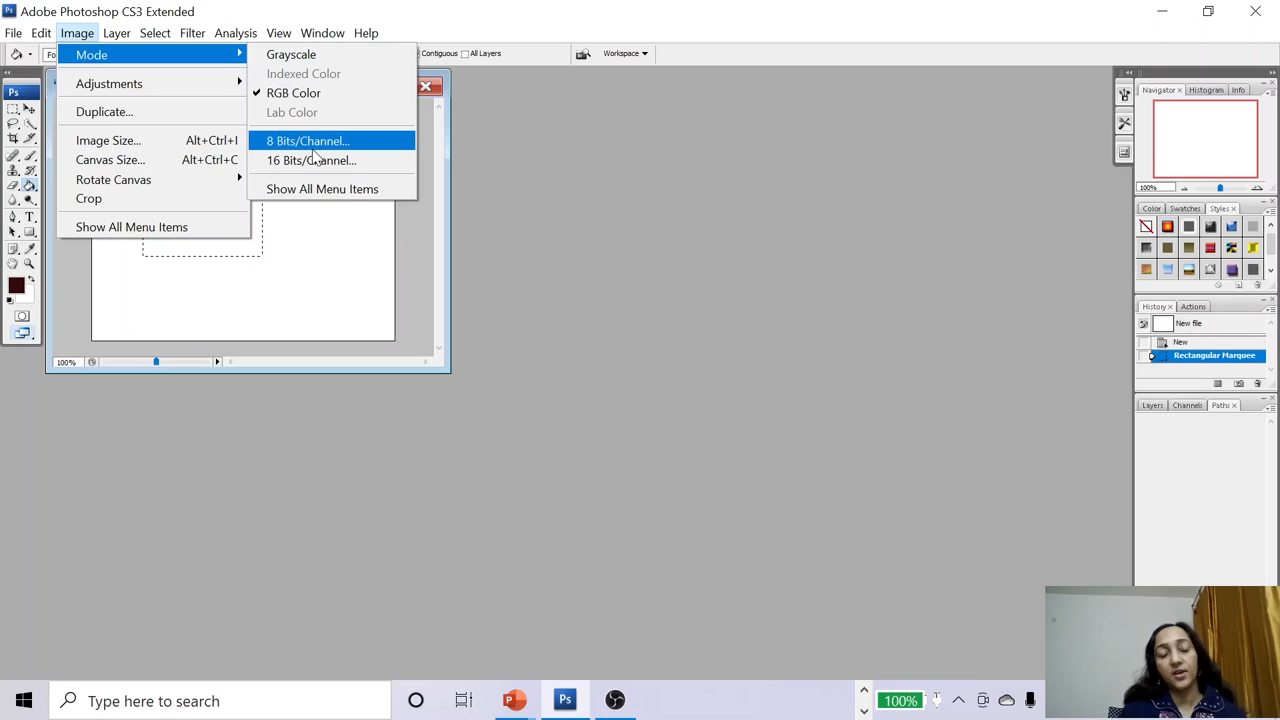 Adobe Photoshop CS3 Extended
File Edit Image Layer Select Filter Analysis View Window Help
Contiguous All Layers Workspace
Mode
Adjustments
Duplicate...
Image Size... Alt+Ctrl+I
Canvas Size... Alt+Ctrl+C
Rotate Canvas
Crop
Show All Menu Items
Grayscale
Indexed Color
RGB Color
Lab Color
8 Bits/Channel...
16 Bits/Channel...
Show All Menu Items
Ps
100%
Navigator Histogram Info
100%
Color Swatches Styles
History Actions
New file
New
Rectangular Marquee
Layers Channels Paths
Type here to search
Ps
100%